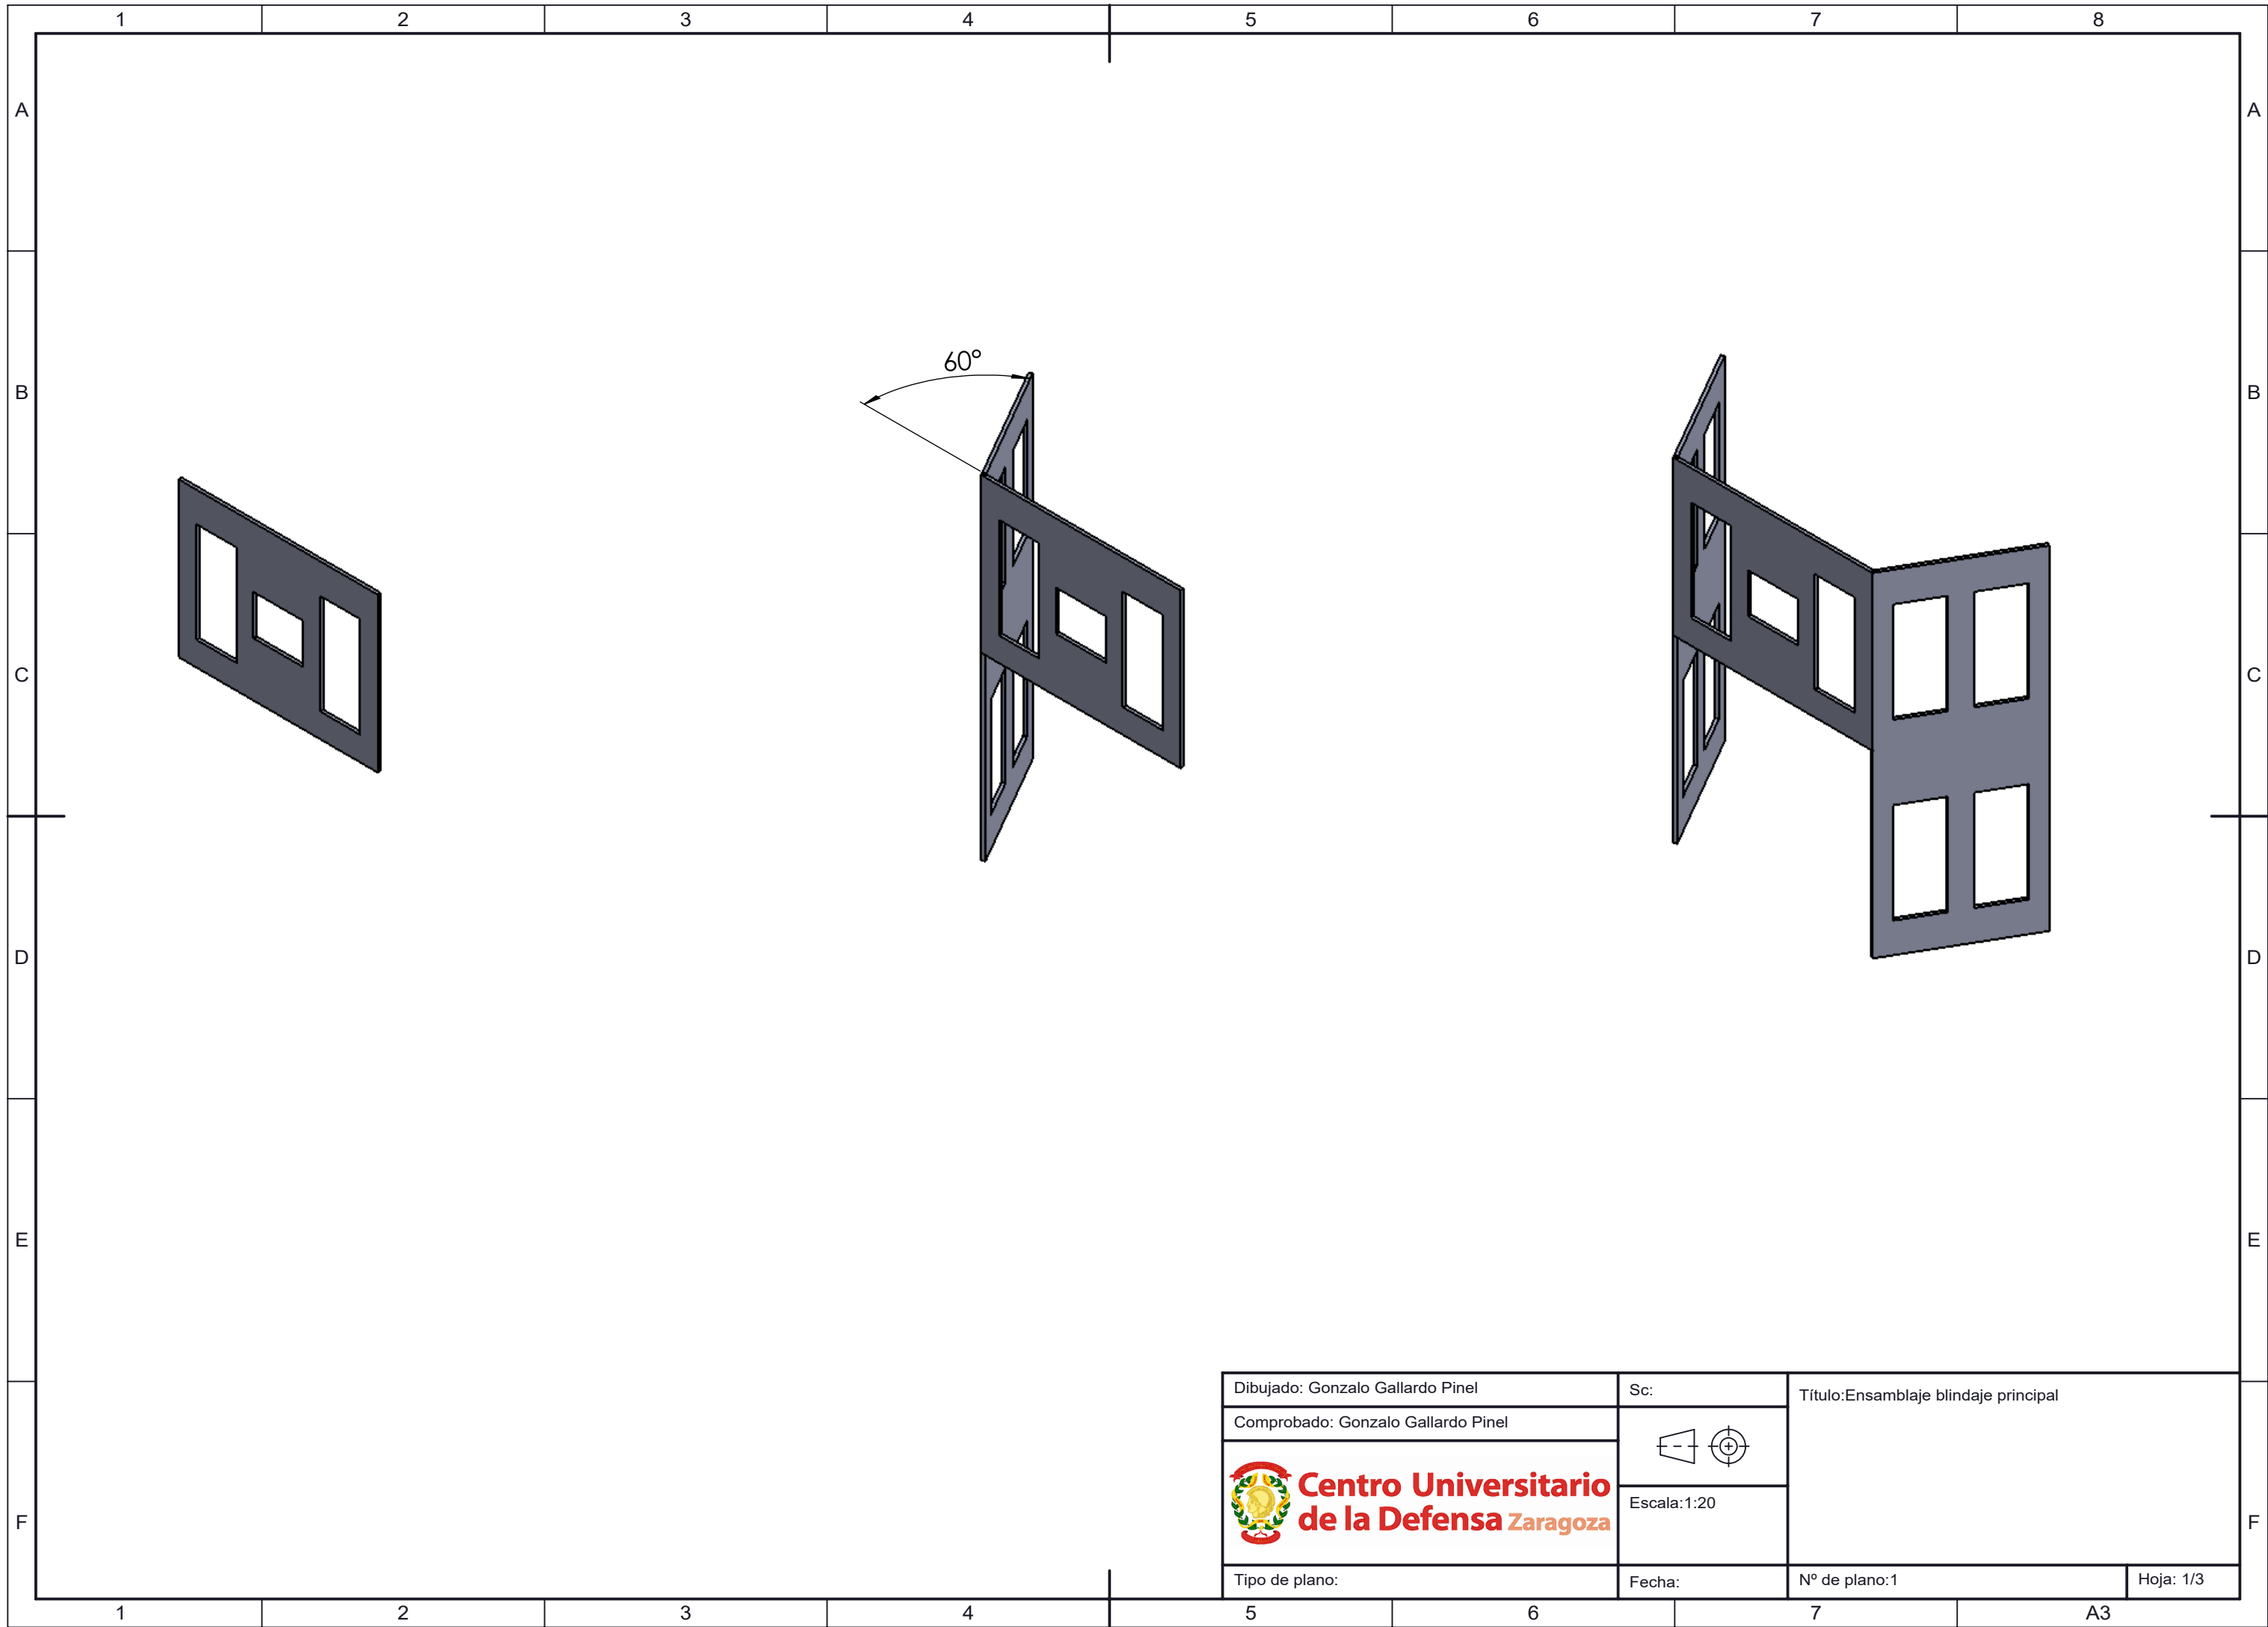 1 2 3 4 5 6 7 8
A A
60°
B B
C C
D D
E E
Dibujado: Gonzalo Gallardo Pinel
Sc:
Título:Ensamblaje blindaje principal
Comprobado: Gonzalo Gallardo Pinel
Centro Universitario
de la Defensa Zaragoza
Escala:1:20
F F
Tipo de plano:
Fecha:
Nº de plano:1
Hoja: 1/3
1 2 3 4 5 6 7 A3